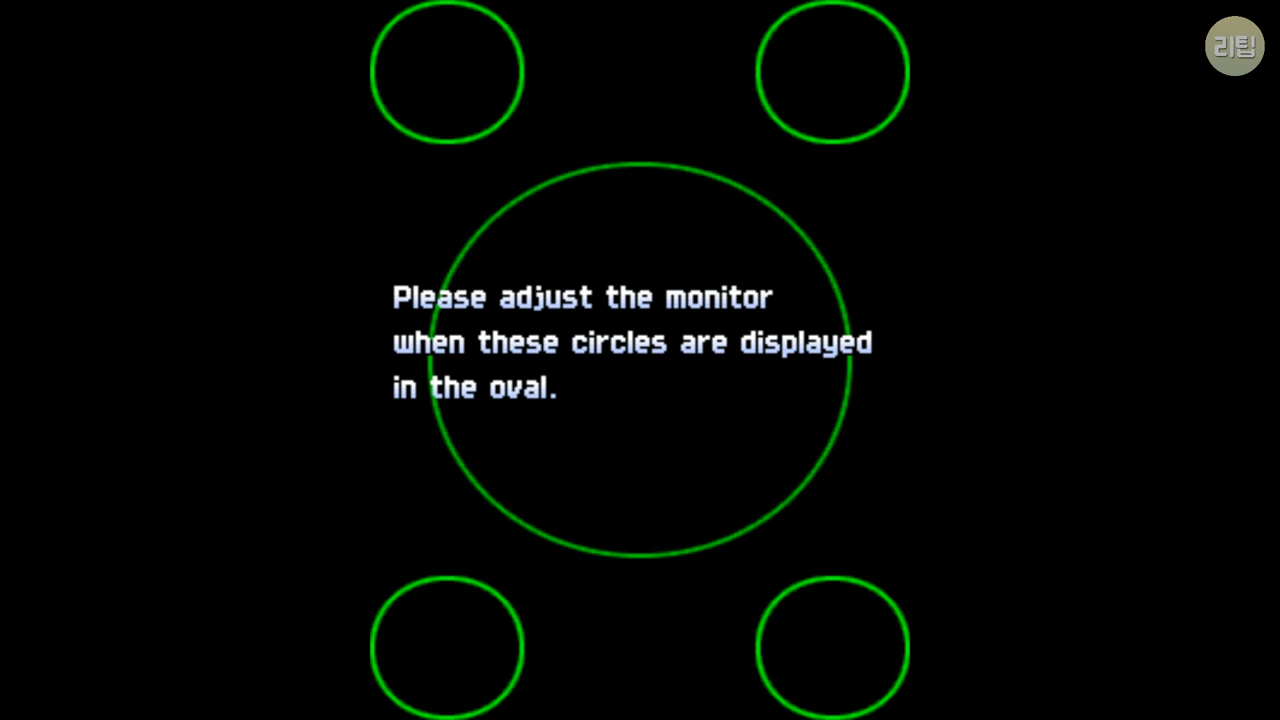 리팁
Please adjust the monitor
when these circles are displayed
in the oval.